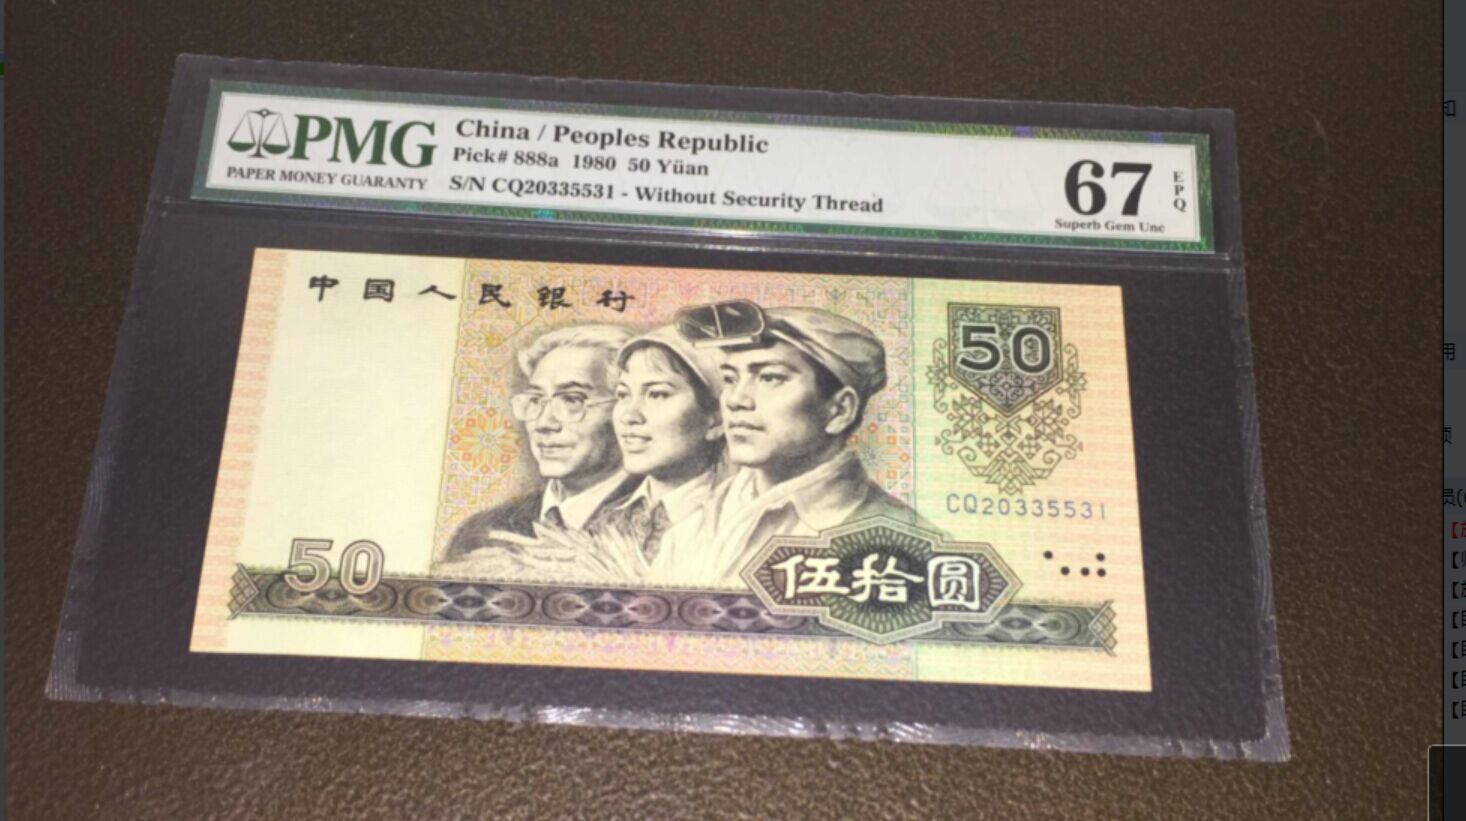 PMG
PAPER MONEY GUARANTY
China / Peoples Republic
Pick# 888a 1980 50 Yüan
S/N CQ20335531 - Without Security Thread
67
EPQ
Superb Gem Unc
中国人民银行
50
CQ20335531
50
伍拾圆